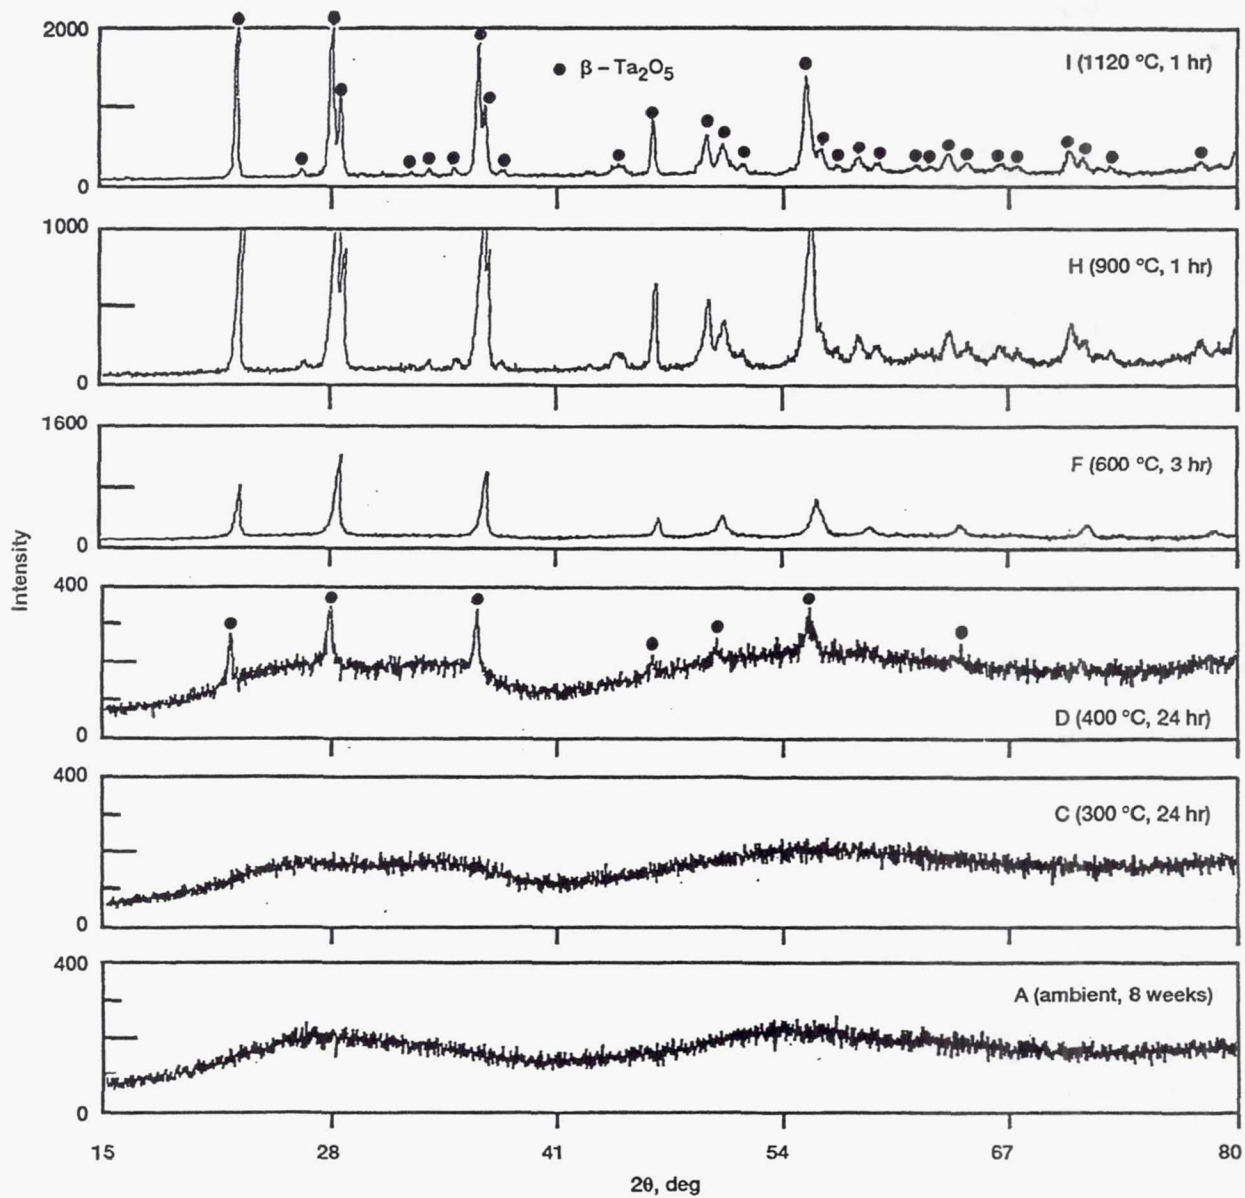 2000
I (1120 °C, 1 hr)
● β – Ta₂O₅
0
1000
H (900 °C, 1 hr)
0
1600
F (600 °C, 3 hr)
0
Intensity
400
D (400 °C, 24 hr)
0
400
C (300 °C, 24 hr)
0
400
A (ambient, 8 weeks)
0
15 28 41 54 67 80
2θ, deg